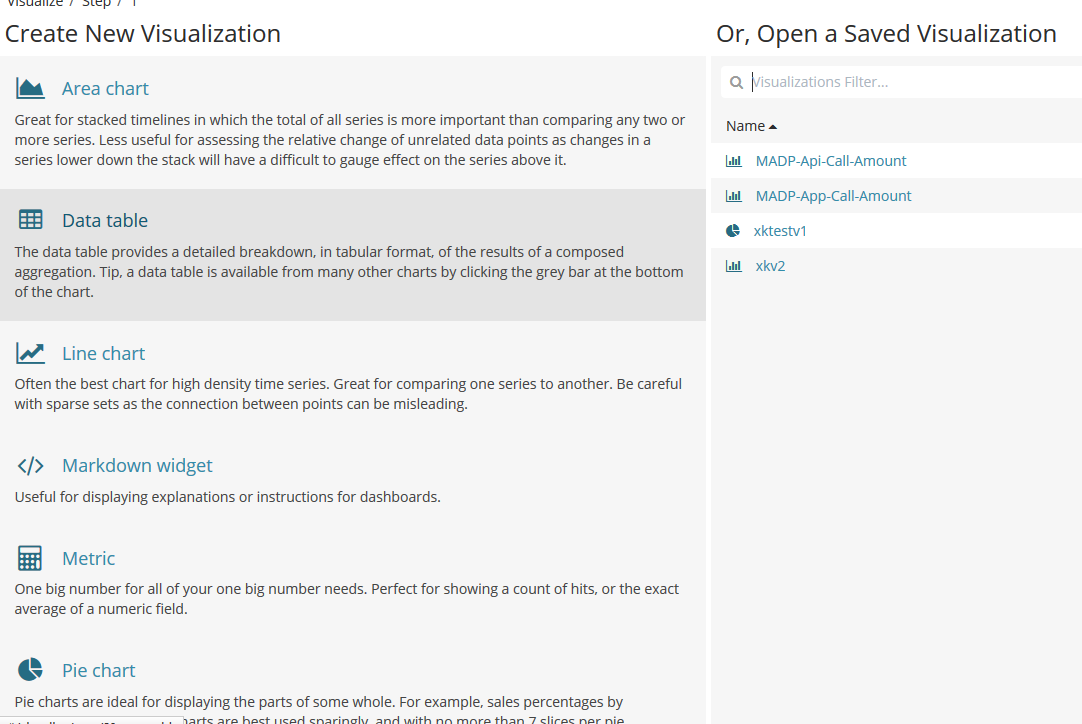 Visualize / Step / 1
Create New Visualization
Area chart
Great for stacked timelines in which the total of all series is more important than comparing any two or
more series. Less useful for assessing the relative change of unrelated data points as changes in a
series lower down the stack will have a difficult to gauge effect on the series above it.
Data table
The data table provides a detailed breakdown, in tabular format, of the results of a composed
aggregation. Tip, a data table is available from many other charts by clicking the grey bar at the bottom
of the chart.
Line chart
Often the best chart for high density time series. Great for comparing one series to another. Be careful
with sparse sets as the connection between points can be misleading.
Markdown widget
Useful for displaying explanations or instructions for dashboards.
Metric
One big number for all of your one big number needs. Perfect for showing a count of hits, or the exact
average of a numeric field.
Pie chart
Pie charts are ideal for displaying the parts of some whole. For example, sales percentages by
are best used sparingly, and with no more than 7 slices per pie.
Or, Open a Saved Visualization
Visualizations Filter...
Name
MADP-Api-Call-Amount
MADP-App-Call-Amount
xktestv1
xkv2